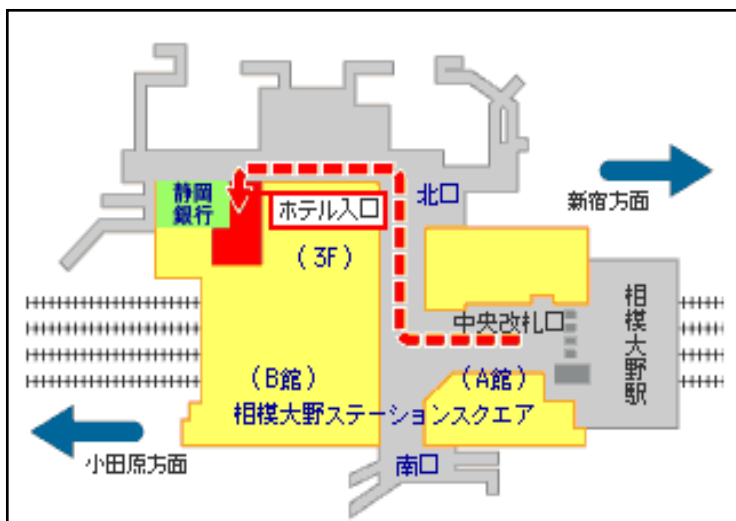 静岡
銀行
ホテル入口
北口
新宿方面
(3F)
中央改札口
相模大野駅
(B館)
(A館)
相模大野ステーションスクエア
小田原方面
南口